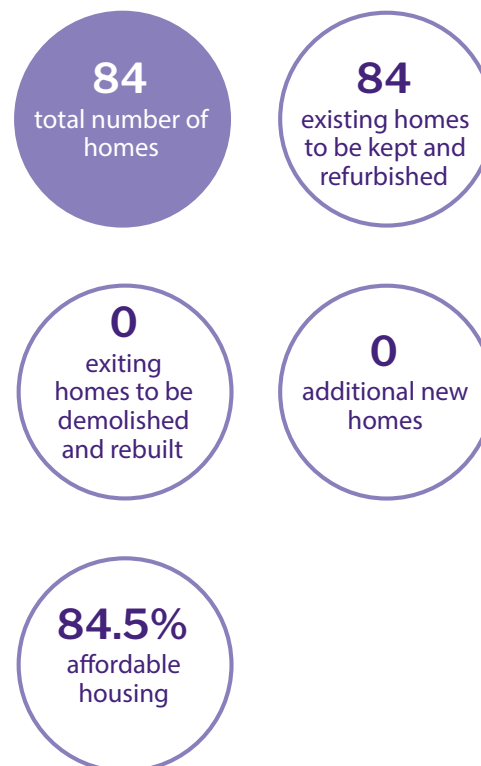 84
total number of
homes
84
existing homes
to be kept and
refurbished
0
exiting
homes to be
demolished
and rebuilt
0
additional new
homes
84.5%
affordable
housing